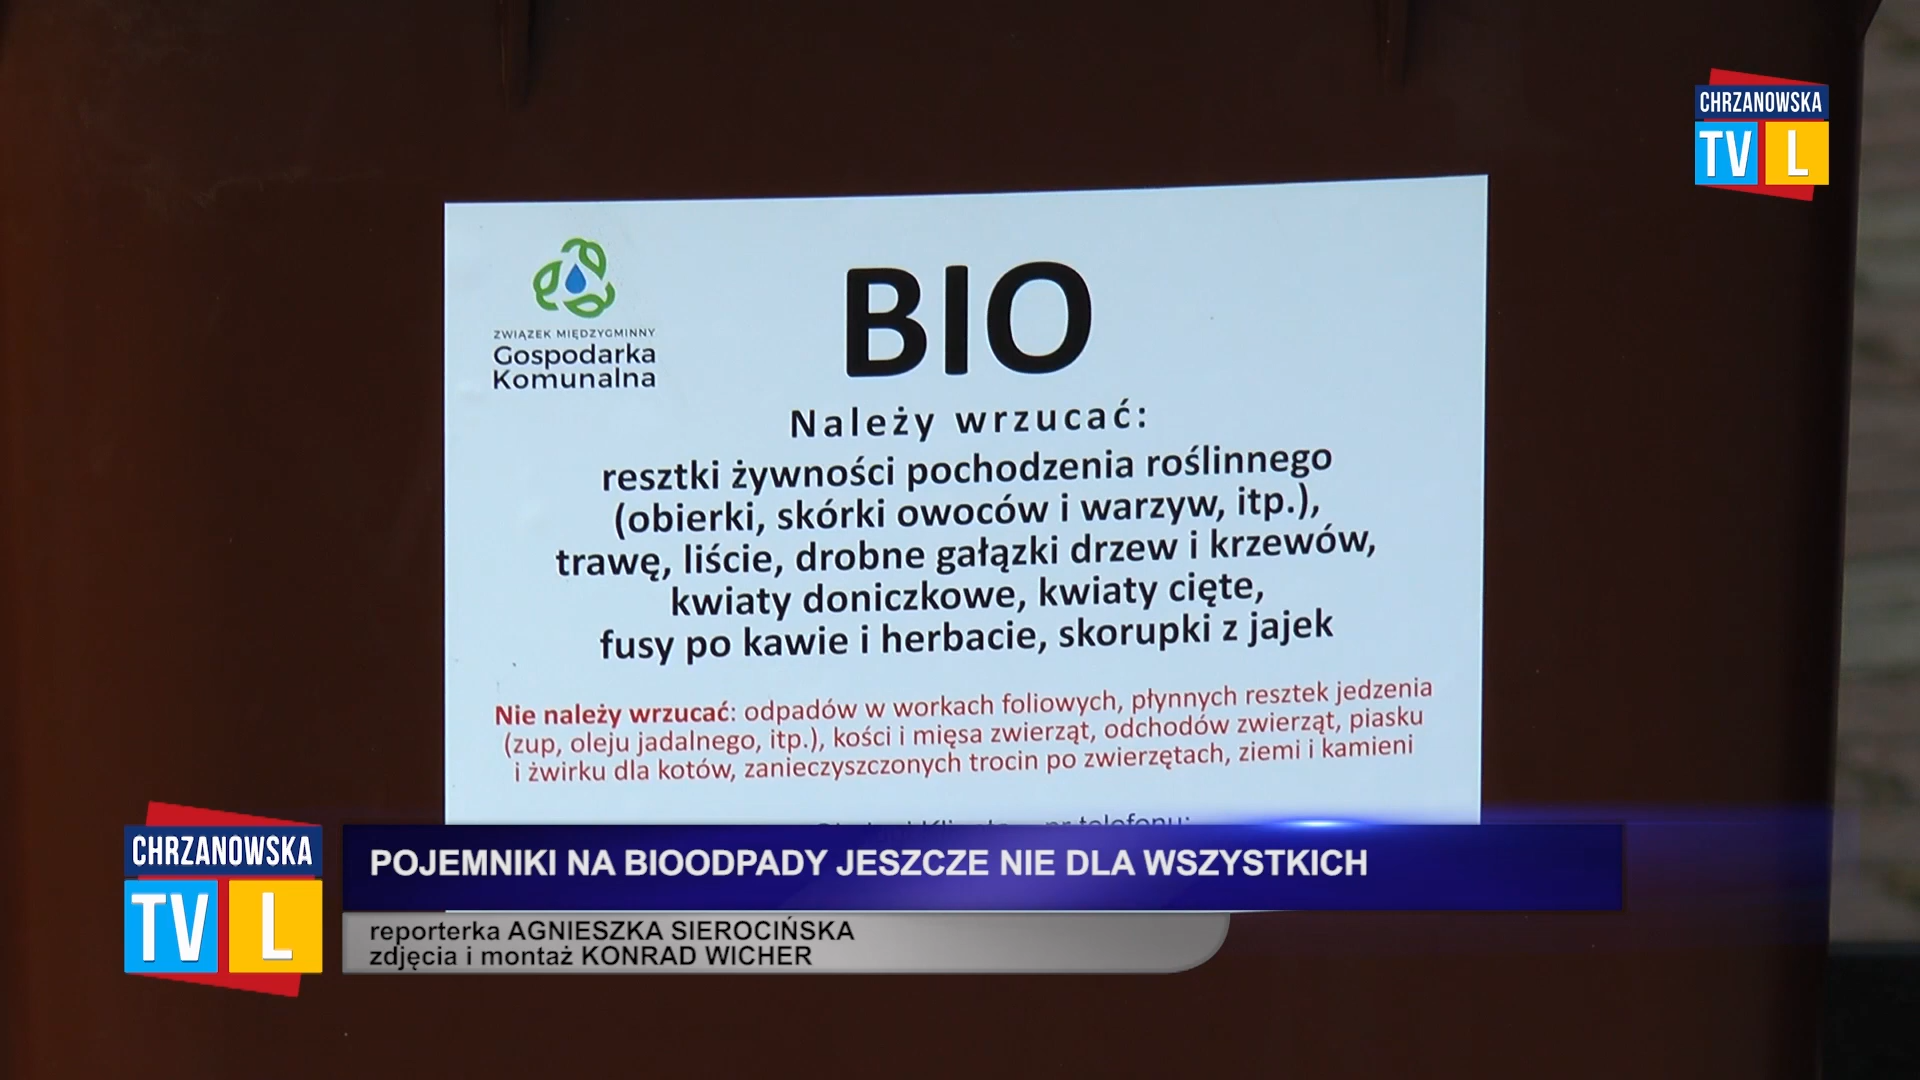 CHRZANOWSKA
TV L
ZWIĄZEK MIĘDZYGMINNY
Gospodarka
Komunalna
BIO
Należy wrzucać:
resztki żywności pochodzenia roślinnego
(obierki, skórki owoców i warzyw, itp.),
trawę, liście, drobne gałązki drzew i krzewów,
kwiaty doniczkowe, kwiaty cięte,
fusy po kawie i herbacie, skorupki z jajek
Nie należy wrzucać: odpadów w workach foliowych, płynnych resztek jedzenia
(zup, oleju jadalnego, itp.), kości i mięsa zwierząt, odchodów zwierząt, piasku
i żwirku dla kotów, zanieczyszczonych trocin po zwierzętach, ziemi i kamieni
telefonu:
CHRZANOWSKA
TV L
POJEMNIKI NA BIOODPADY JESZCZE NIE DLA WSZYSTKICH
reporterka AGNIESZKA SIEROCIŃSKA
zdjęcia i montaż KONRAD WICHER